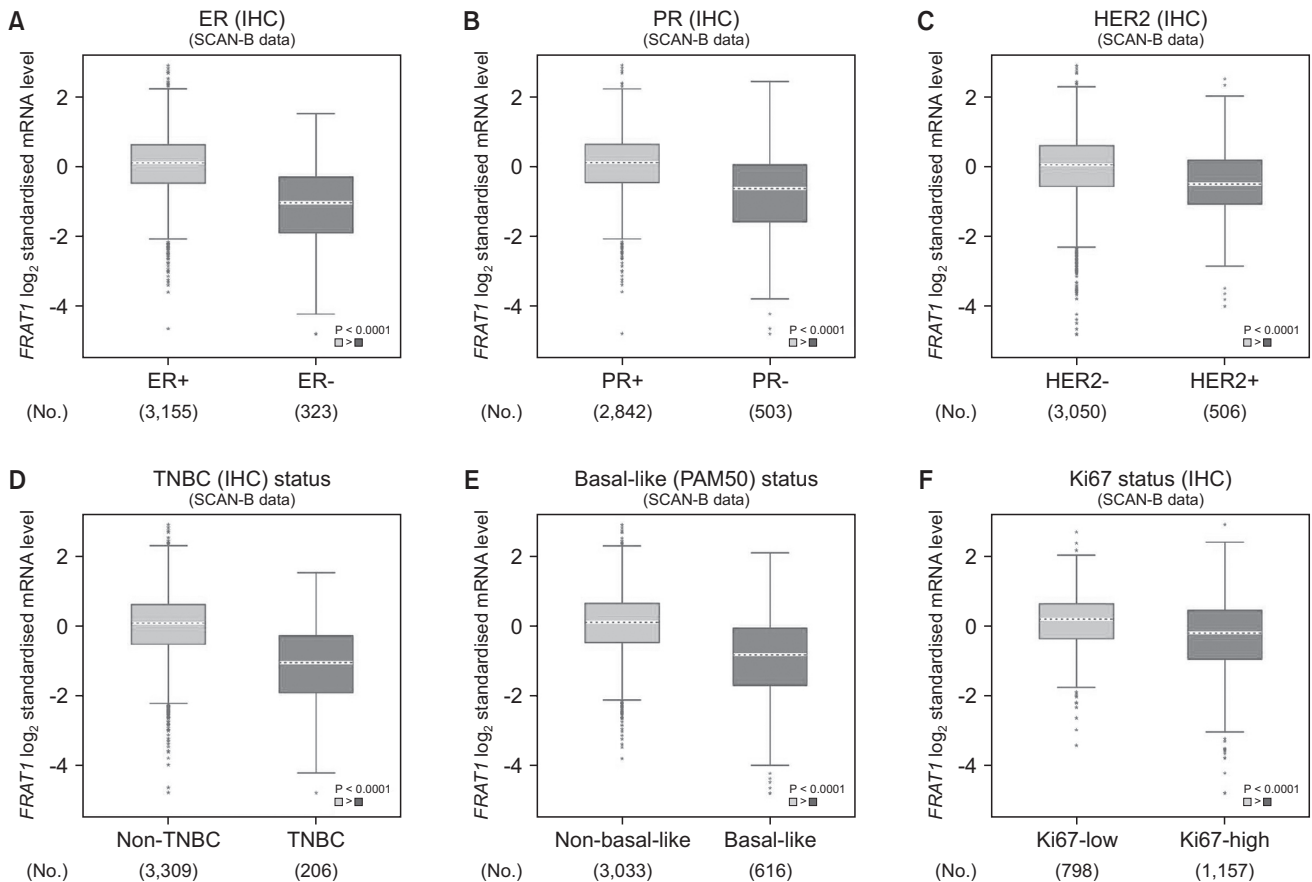 A
ER (IHC)
(SCAN-B data)
FRAT1 log₂ standardised mRNA level
2
0
-2
-4
P < 0.0001
>
ER+ ER-
(No.) (3,155) (323)
B
PR (IHC)
(SCAN-B data)
FRAT1 log₂ standardised mRNA level
2
0
-2
-4
P < 0.0001
>
PR+ PR-
(No.) (2,842) (503)
C
HER2 (IHC)
(SCAN-B data)
FRAT1 log₂ standardised mRNA level
2
0
-2
-4
P < 0.0001
>
HER2- HER2+
(No.) (3,050) (506)
D
TNBC (IHC) status
(SCAN-B data)
FRAT1 log₂ standardised mRNA level
2
0
-2
-4
P < 0.0001
>
Non-TNBC TNBC
(No.) (3,309) (206)
E
Basal-like (PAM50) status
(SCAN-B data)
FRAT1 log₂ standardised mRNA level
2
0
-2
-4
P < 0.0001
>
Non-basal-like Basal-like
(No.) (3,033) (616)
F
Ki67 status (IHC)
(SCAN-B data)
FRAT1 log₂ standardised mRNA level
2
0
-2
-4
P < 0.0001
>
Ki67-low Ki67-high
(No.) (798) (1,157)